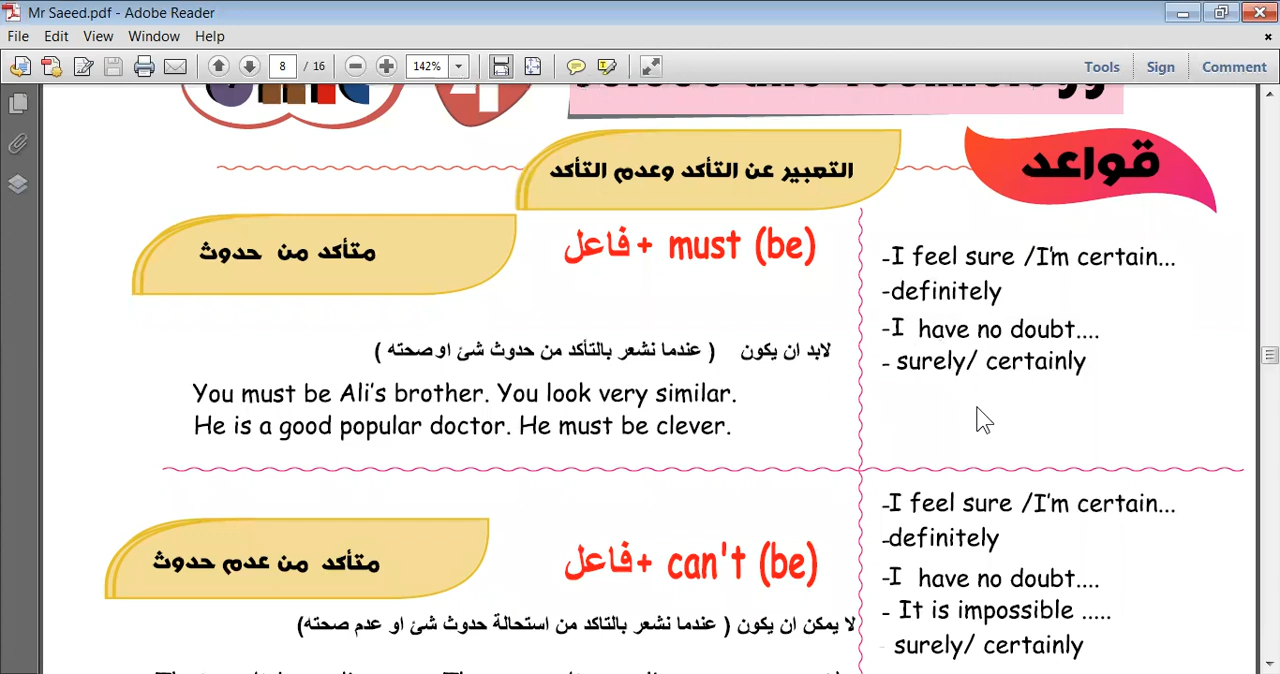 Mr Saeed.pdf - Adobe Reader
File Edit View Window Help
8 / 16 142% Tools Sign Comment
قواعد
التعبير عن التأكد وعدم التأكد
متأكد من حدوث
فاعل + must (be)
-I feel sure /I'm certain...
-definitely
-I have no doubt....
- surely/ certainly
لابد ان يكون ( عندما نشعر بالتأكد من حدوث شئ او صحته )
You must be Ali's brother. You look very similar.
He is a good popular doctor. He must be clever.
متأكد من عدم حدوث
فاعل + can't (be)
-I feel sure /I'm certain...
-definitely
-I have no doubt....
- It is impossible .....
surely/ certainly
لا يمكن ان يكون ( عندما نشعر بالتاكد من استحالة حدوث شئ او عدم صحته)